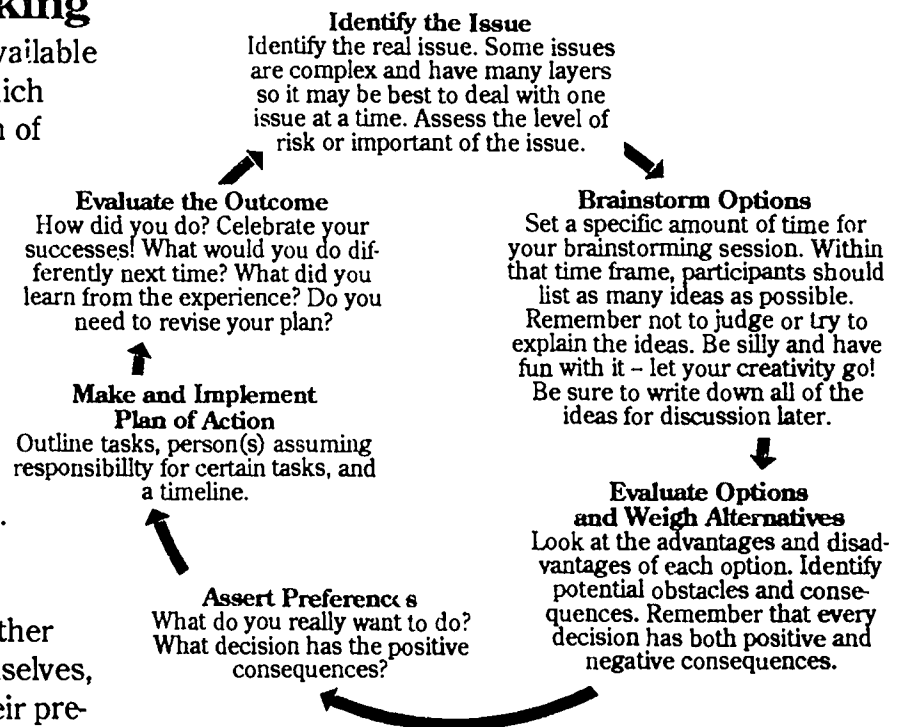 king
vailable
ich
n of
.
ther
selves,
eir pre-
Identify the Issue
Identify the real issue. Some issues
are complex and have many layers
so it may be best to deal with one
issue at a time. Assess the level of
risk or important of the issue.
Brainstorm Options
Set a specific amount of time for
your brainstorming session. Within
that time frame, participants should
list as many ideas as possible.
Remember not to judge or try to
explain the ideas. Be silly and have
fun with it – let your creativity go!
Be sure to write down all of the
ideas for discussion later.
Evaluate Options
and Weigh Alternatives
Look at the advantages and disad-
vantages of each option. Identify
potential obstacles and conse-
quences. Remember that every
decision has both positive and
negative consequences.
Assert Preferences
What do you really want to do?
What decision has the positive
consequences?
Make and Implement
Plan of Action
Outline tasks, person(s) assuming
responsibility for certain tasks, and
a timeline.
Evaluate the Outcome
How did you do? Celebrate your
successes! What would you do dif-
ferently next time? What did you
learn from the experience? Do you
need to revise your plan?